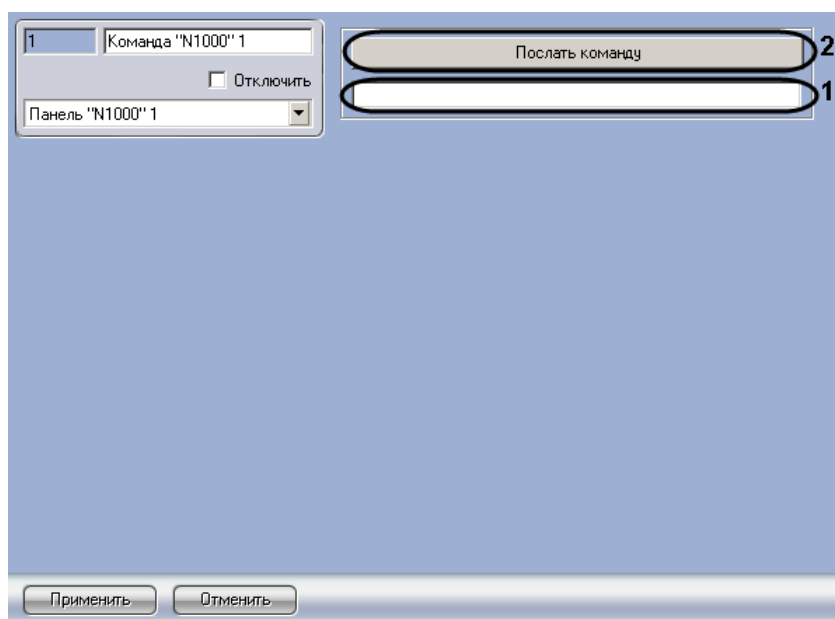 1 Команда "N1000" 1
Отключить
Панель "N1000" 1
Послать команду 2
1
Применить Отменить